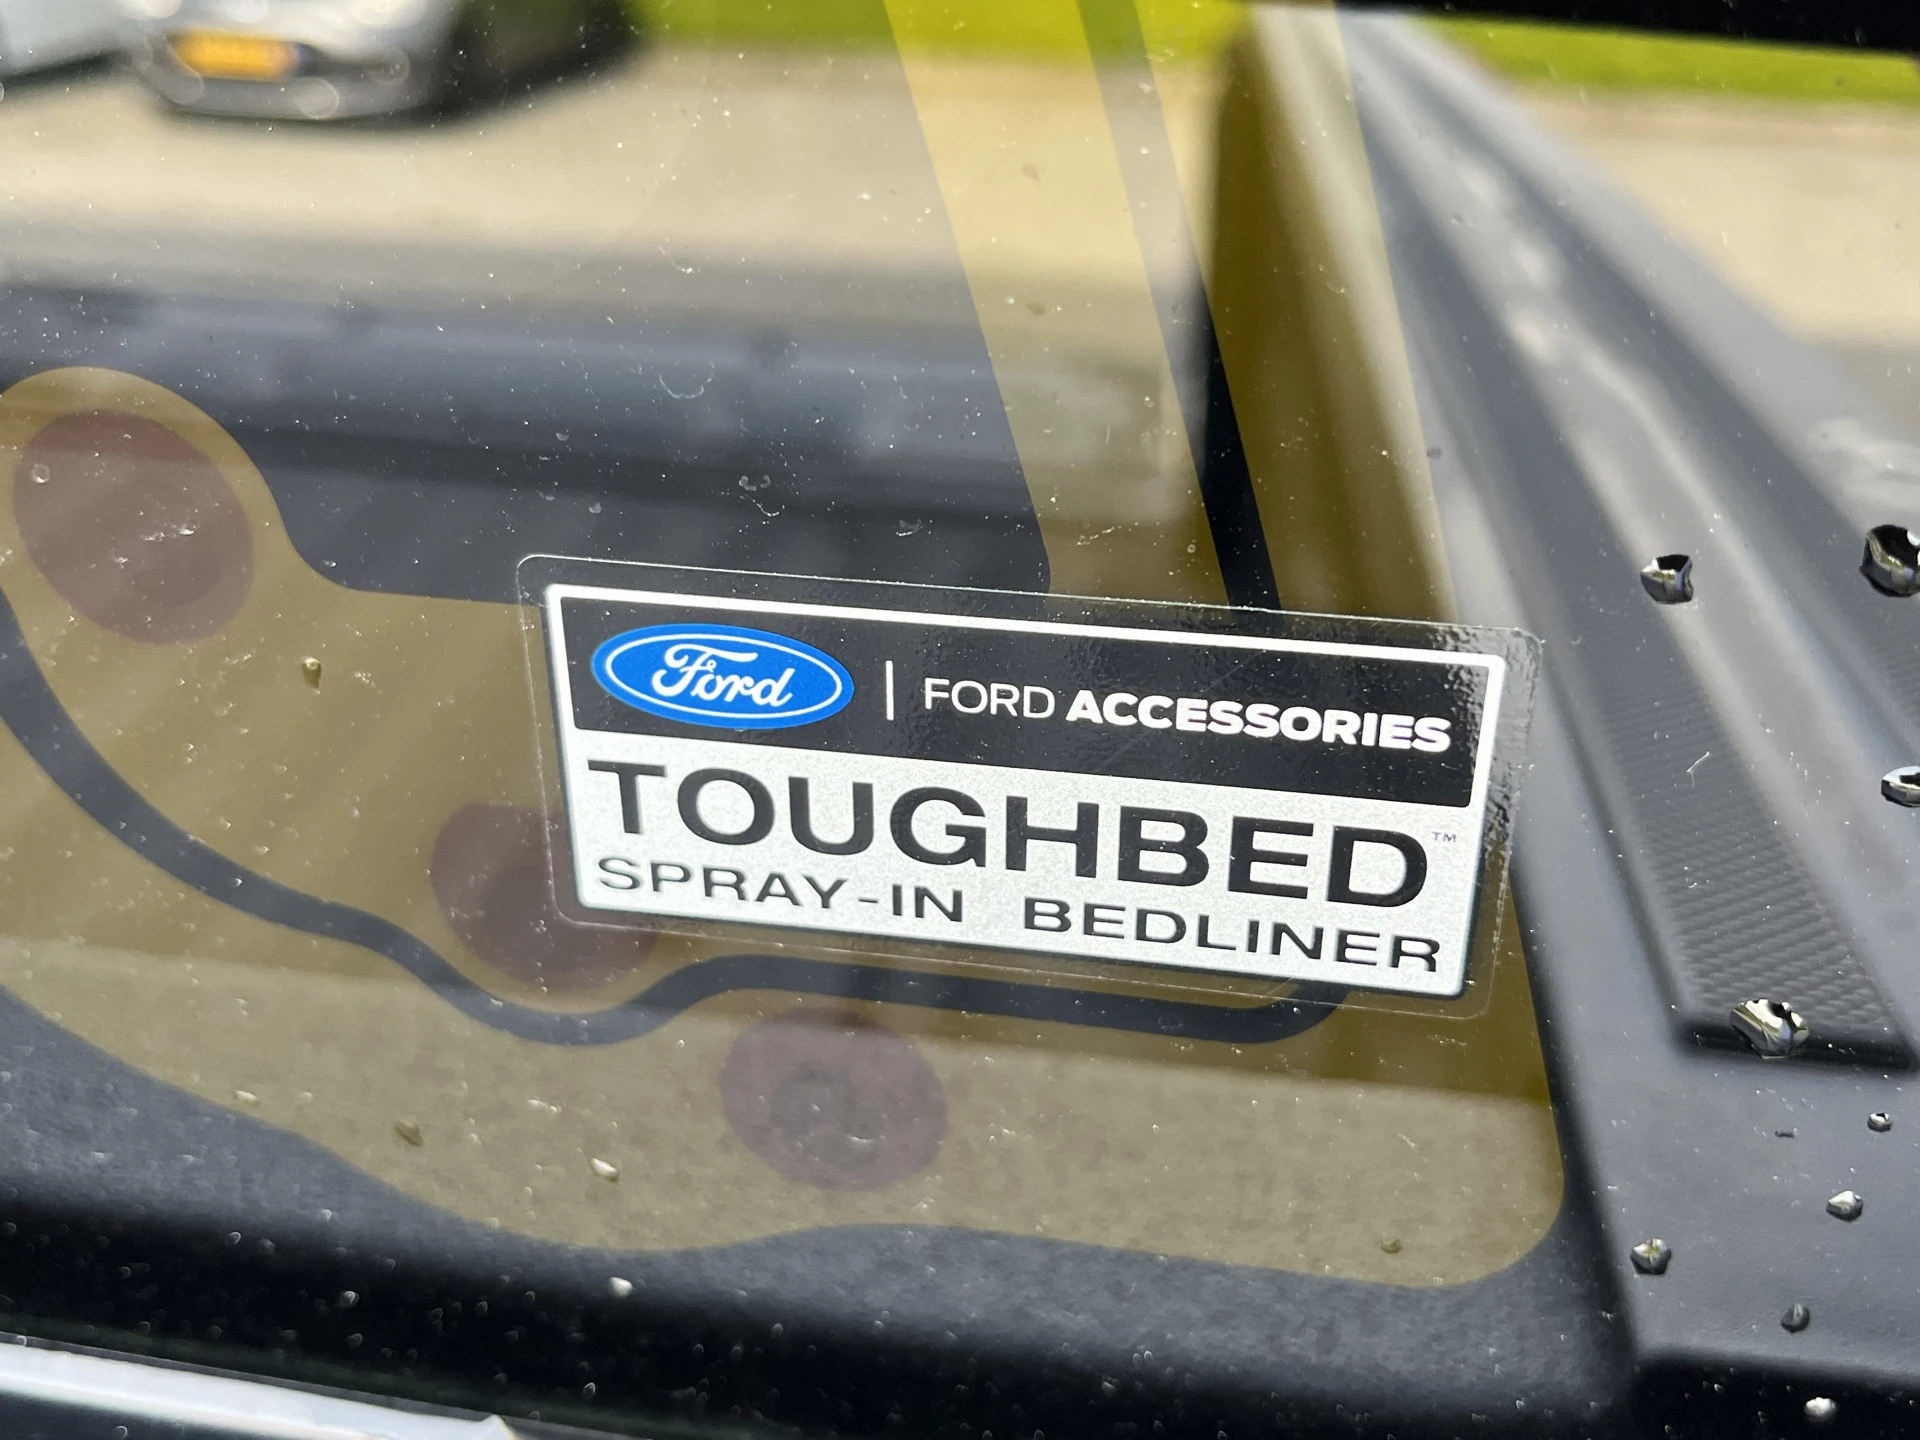 Ford | FORD ACCESSORIES
TOUGHBED™
SPRAY-IN BEDLINER